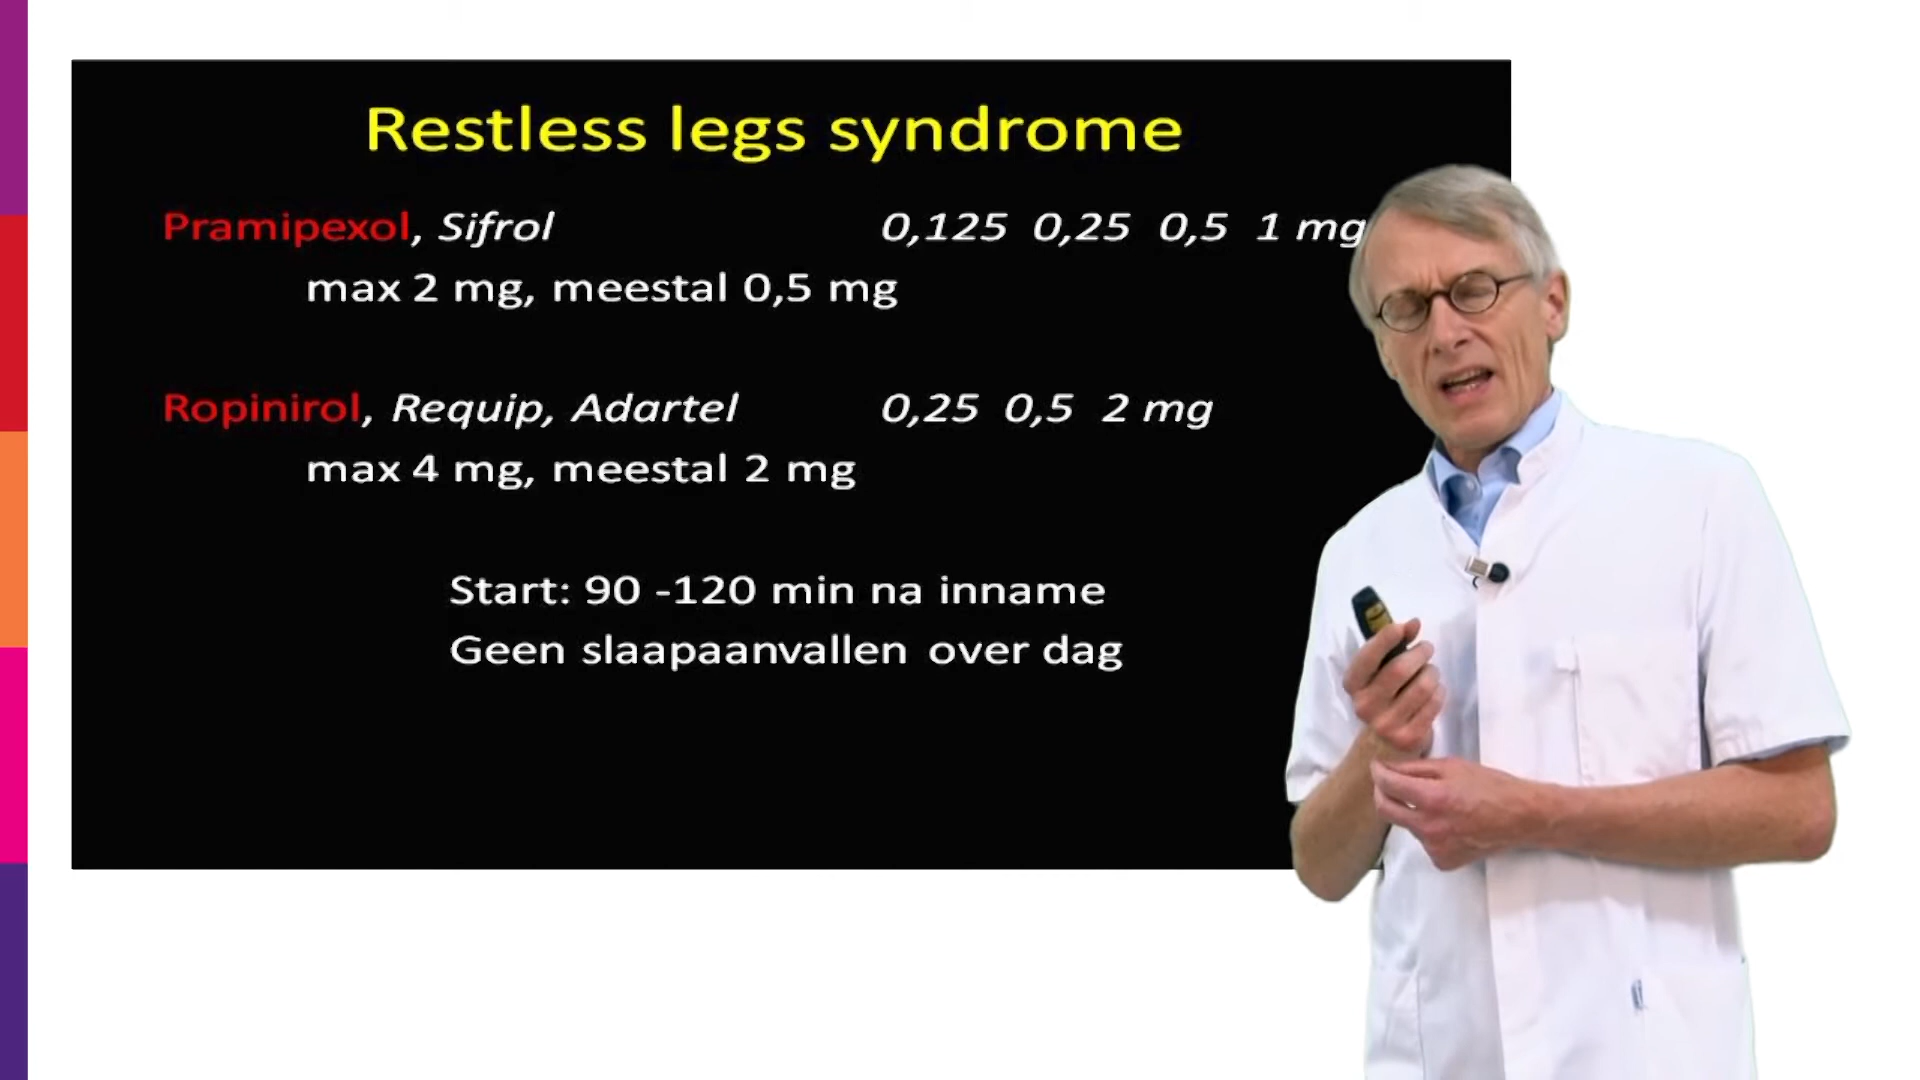 Restless legs syndrome
Pramipexol, Sifrol 0,125 0,25 0,5 1 mg
max 2 mg, meestal 0,5 mg
Ropinirol, Requip, Adartel 0,25 0,5 2 mg
max 4 mg, meestal 2 mg
Start: 90 -120 min na inname
Geen slaapaanvallen over dag